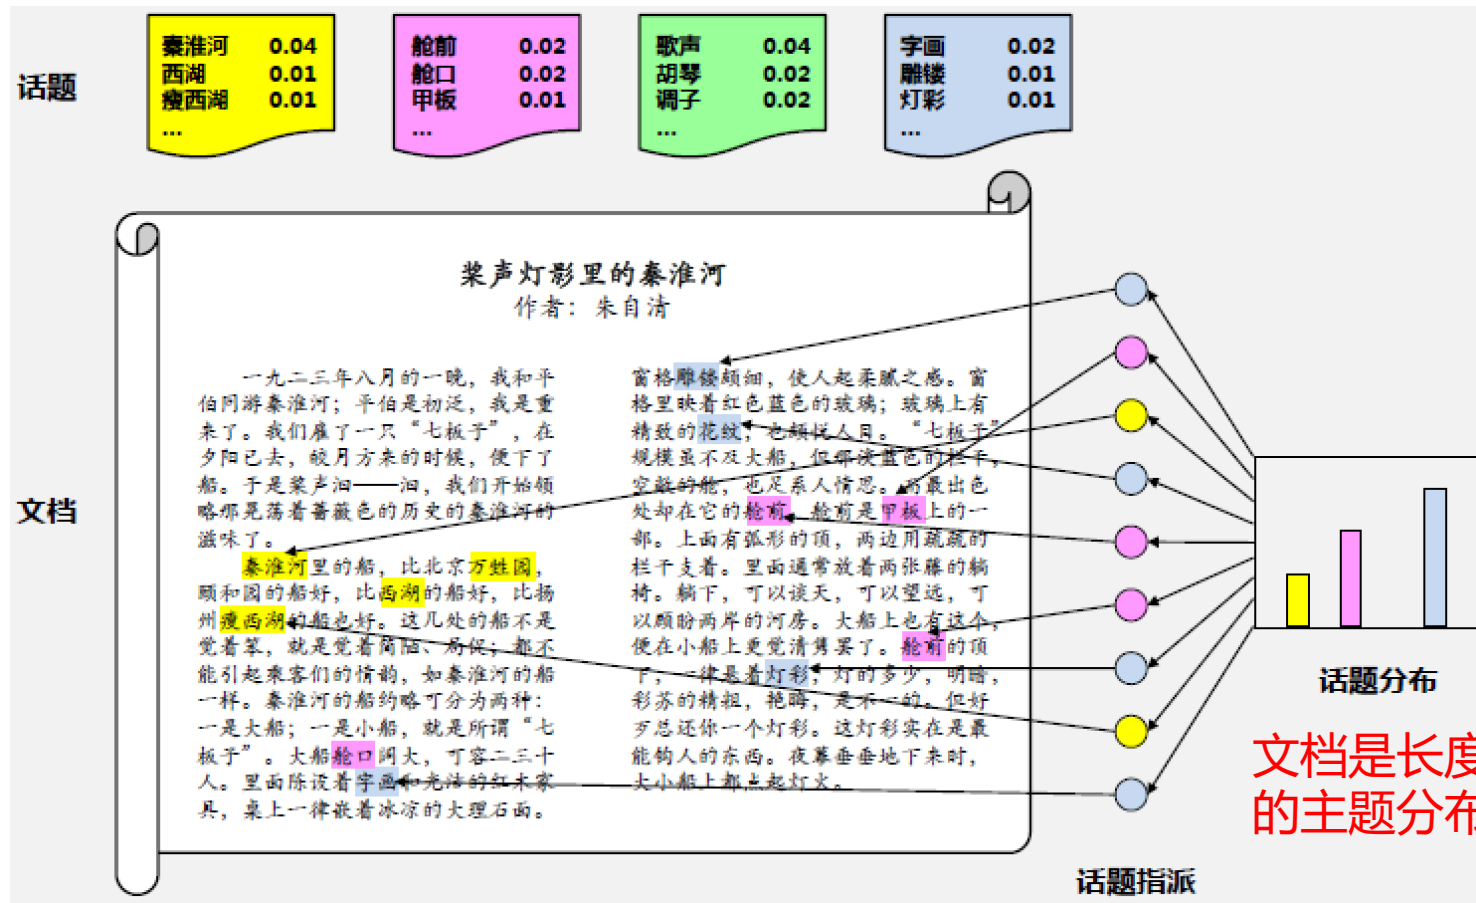 话题
秦淮河 0.04
西湖 0.01
瘦西湖 0.01
...
舱前 0.02
舱口 0.02
甲板 0.01
...
歌声 0.04
胡琴 0.02
调子 0.02
...
字画 0.02
雕镂 0.01
灯彩 0.01
...
文档
桨声灯影里的秦淮河
作者：朱自清
一九二三年八月的一晚，我和平
伯同游秦淮河；平伯是初泛，我是重
来了。我们雇了一只“七板子”，在
夕阳已去，皎月方来的时候，便下了
船。于是桨声汩——汩，我们开始领
略那晃荡着蔷薇色的历史的秦淮河的
滋味了。
秦淮河里的船，比北京万甡园，
颐和园的船好，比西湖的船好，比扬
州瘦西湖的船也好。这几处的船不是
觉着笨，就是觉着简陋、局促；都不
能引起乘客们的情韵，如秦淮河的船
一样。秦淮河的船约略可分为两种：
一是大船；一是小船，就是所谓“七
板子”。大船舱口阔大，可容二三十
人。里面陈设着字画和光洁的红木家
具，桌上一律嵌着冰凉的大理石面。
窗格雕镂颇细，使人起柔腻之感。窗
格里映着红色蓝色的玻璃；玻璃上有
精致的花纹，也颇悦人目。“七板子”
规模虽不及大船，但那淡蓝色的栏干，
空敞的舱，也足系人情思。而最出色
处却在它的舱前。舱前是甲板上的一
部。上面有弧形的顶，两边用疏疏的
栏干支着。里面通常放着两张藤的躺
椅。躺下，可以谈天，可以望远，可
以顾盼两岸的河房。大船上也有这个，
便在小船上更觉清隽罢了。舱前的顶
下，一律悬着灯彩；灯的多少，明暗，
彩苏的精粗，艳晦，是不一的。但好
歹总还你一个灯彩。这灯彩实在是最
能钩人的东西。夜幕垂垂地下来时，
大小船上都点起灯火。
话题指派
话题分布
文档是长度
的主题分布